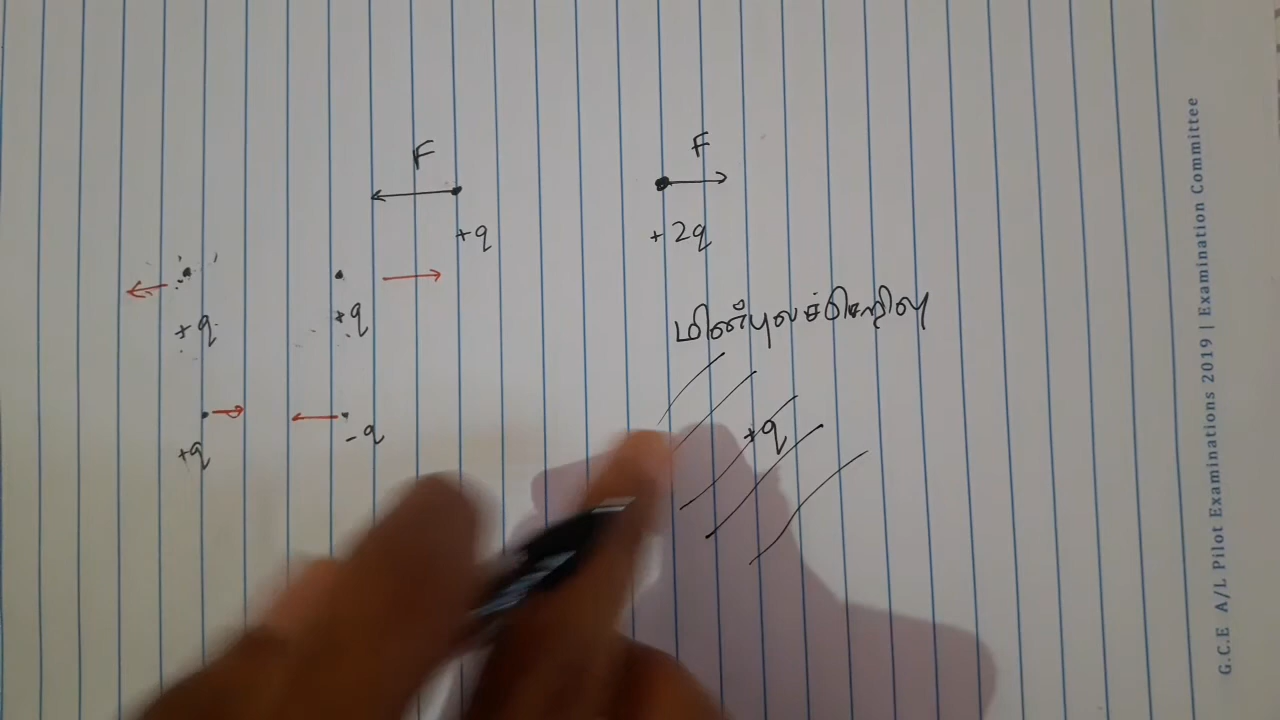 F
F
+q
+2q
+q
+q
மின்புலச்செறிவு
+q
-q
+q
G.C.E A/L Pilot Examinations 2019 | Examination Committee